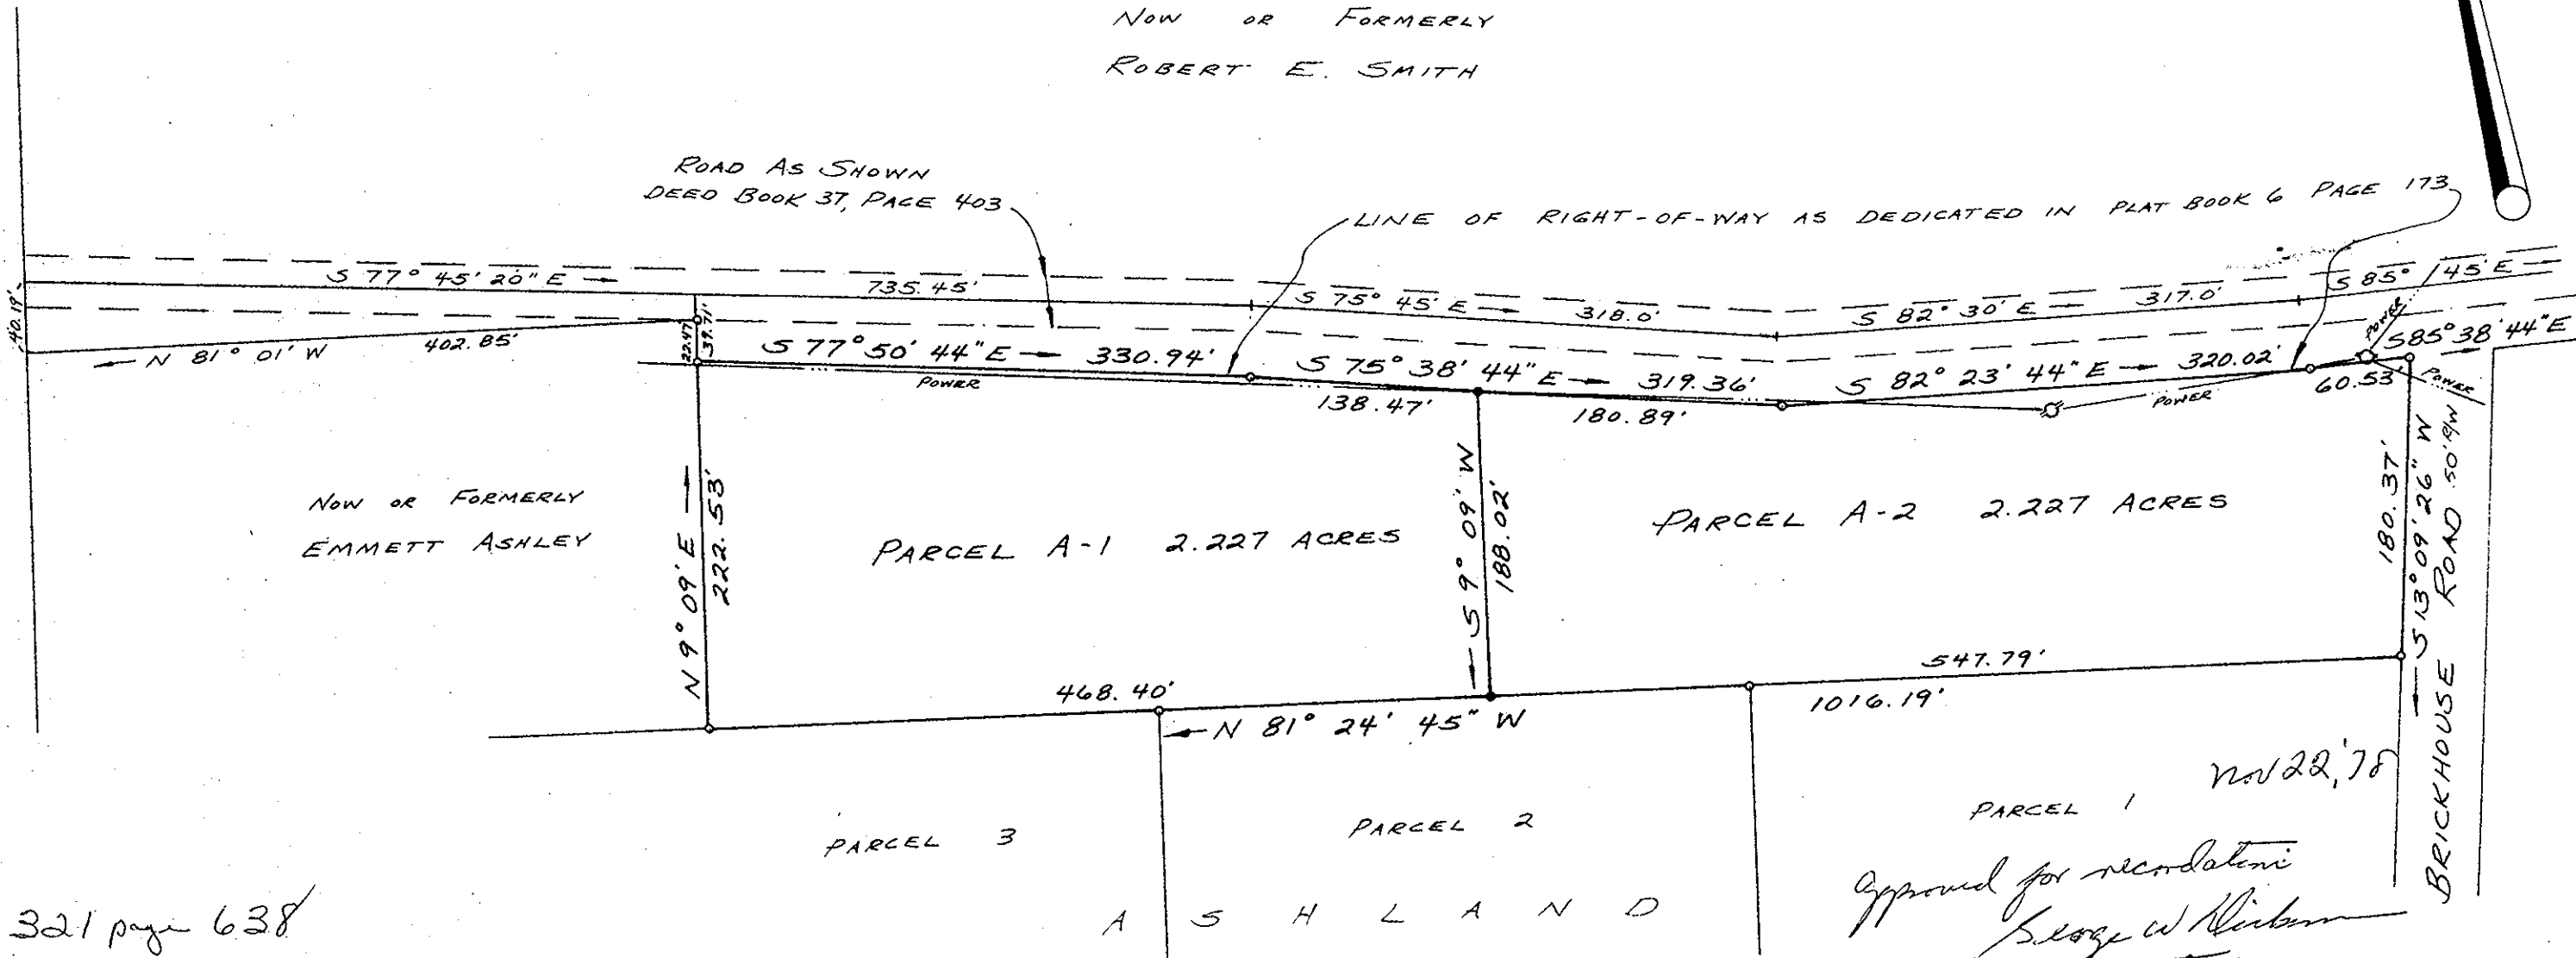 NOW OR FORMERLY
ROBERT E. SMITH
ROAD AS SHOWN
DEED BOOK 37, PAGE 403
LINE OF RIGHT-OF-WAY AS DEDICATED IN PLAT BOOK 6 PAGE 173
S 77° 45' 20" E
735.45'
S 75° 45' E
318.0'
S 82° 30' E
317.0'
S 85° 145' E
40.19'
N 81° 01' W
402.85'
22.47
39.71'
S 77° 50' 44" E
330.94'
POWER
S 75° 38' 44" E
319.36'
138.47'
180.89'
S 82° 23' 44" E
320.02'
POWER
POWER
S85° 38' 44" E
60.53'
POWER
NOW OR FORMERLY
EMMETT ASHLEY
N 9° 09' E
222.53'
PARCEL A-1 2.227 ACRES
S 9° 09' W
188.02'
PARCEL A-2 2.227 ACRES
180.37'
S 13° 09' 26" W
BRICKHOUSE ROAD 50' R/W
468.40'
547.79'
N 81° 24' 45" W
1016.19'
PARCEL 3
PARCEL 2
PARCEL 1
Nov 22, '78
ASHLAND
Approved for recordation
George W
321 page 638